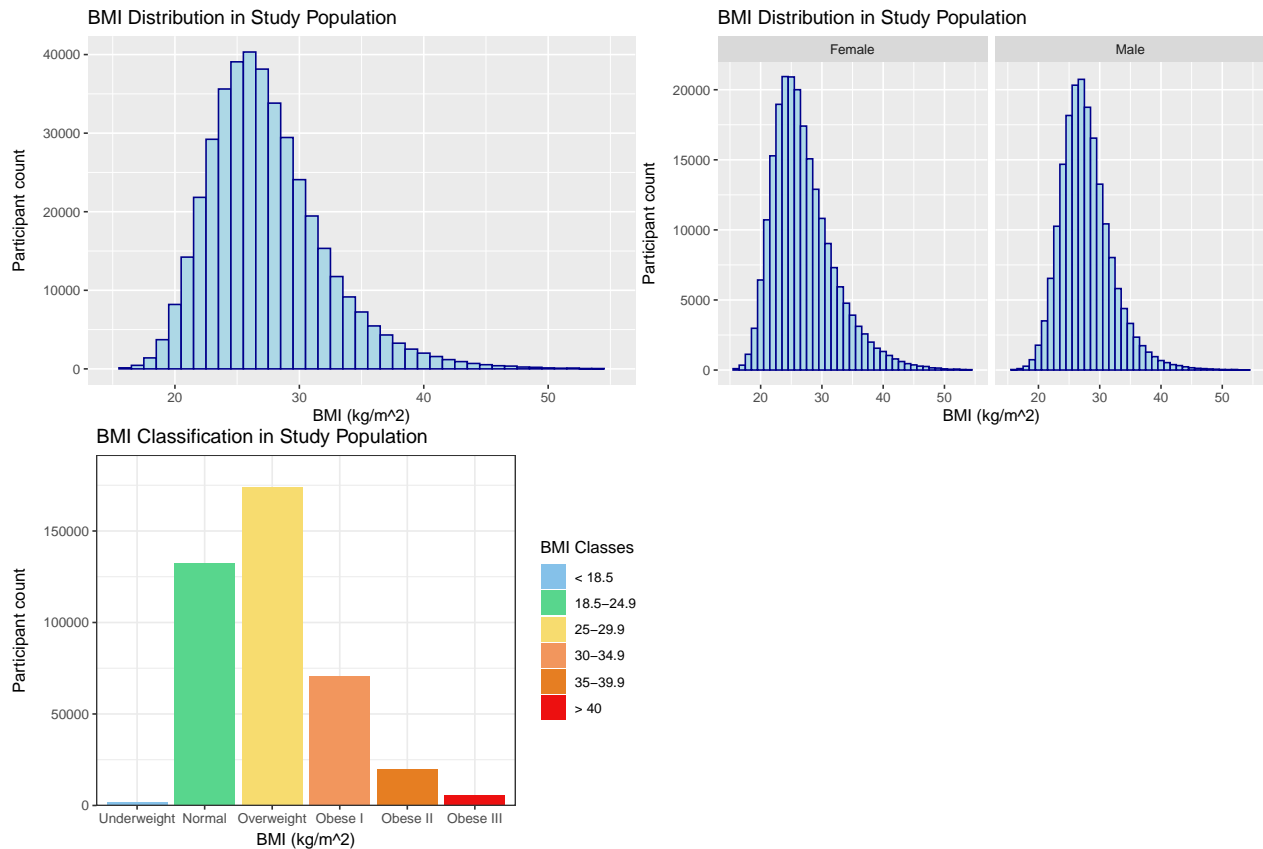 BMI Distribution in Study Population
40000
30000
20000
10000
0
Participant count
20
30
40
50
BMI (kg/m^2)
BMI Distribution in Study Population
Female
Male
20000
15000
10000
5000
0
Participant count
20
30
40
50
20
30
40
50
BMI (kg/m^2)
BMI Classification in Study Population
150000
100000
50000
0
Participant count
Underweight
Normal
Overweight
Obese I
Obese II
Obese III
BMI (kg/m^2)
BMI Classes
< 18.5
18.5−24.9
25−29.9
30−34.9
35−39.9
> 40